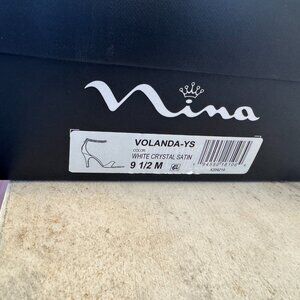 Nina
VOLANDA-YS
COLOR
WHITE CRYSTAL SATIN
9 1/2 M